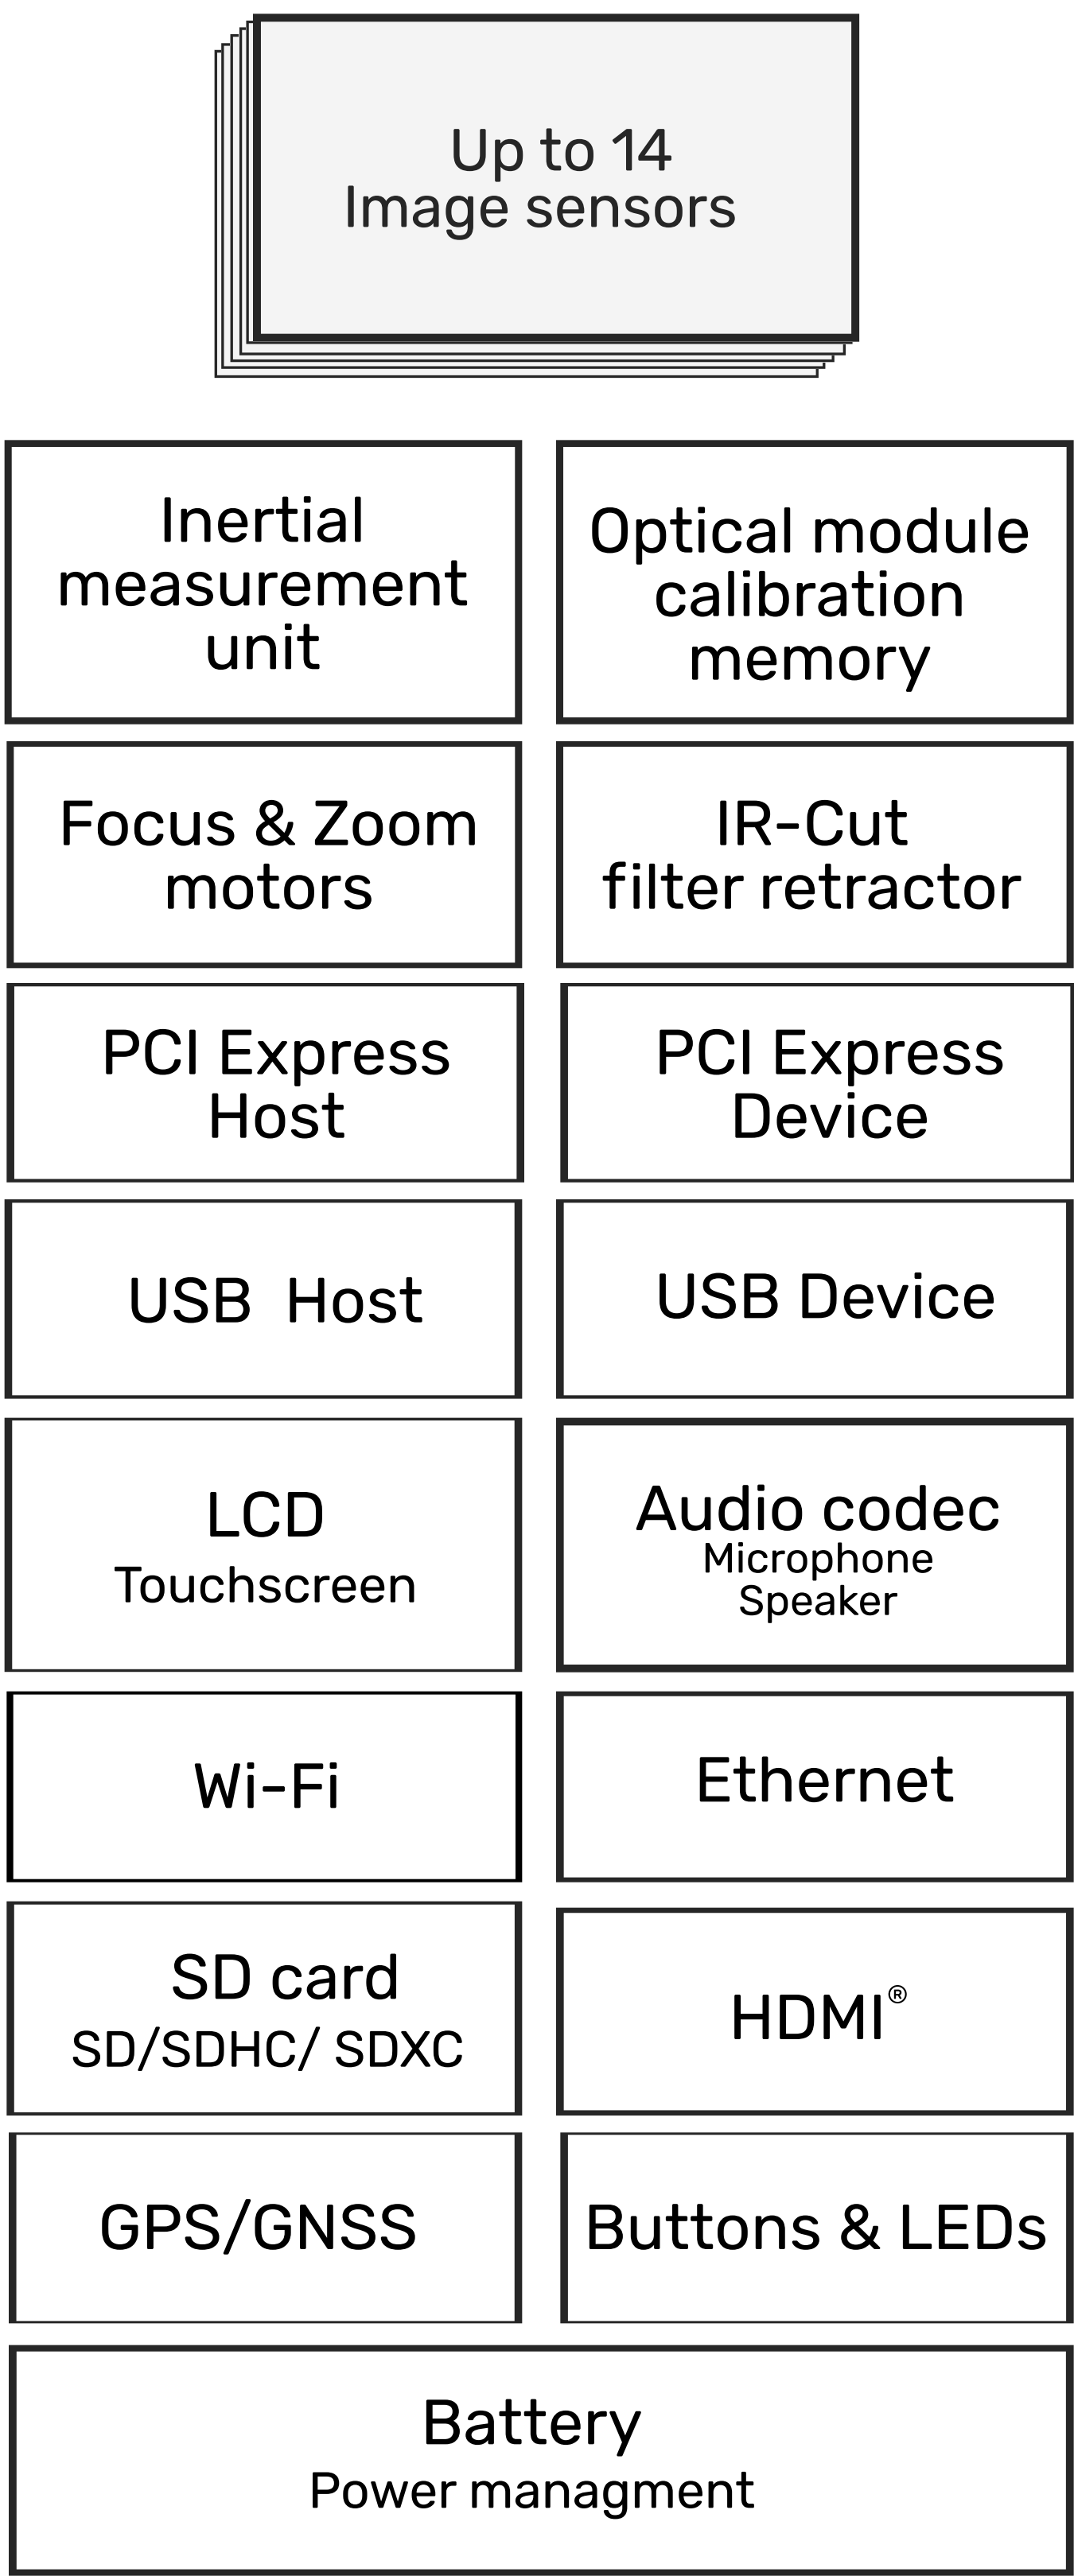 Up to 14
Image sensors
Inertial
measurement
unit
Optical module
calibration
memory
Focus & Zoom
motors
IR-Cut
filter retractor
PCI Express
Host
PCI Express
Device
USB  Host
USB Device
LCD
Touchscreen
Audio codec
Microphone
Speaker
Wi-Fi
Ethernet
SD card
SD/SDHC/ SDXC
HDMI®
GPS/GNSS
Buttons & LEDs
Battery
Power managment